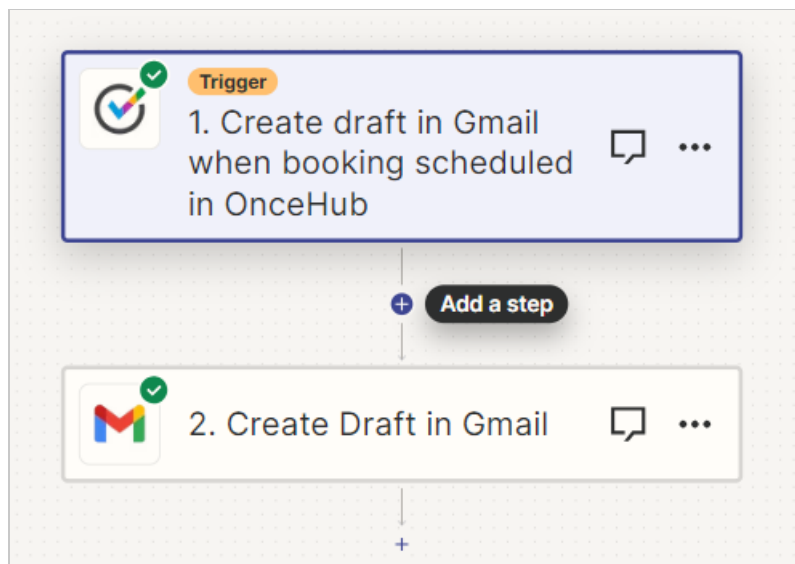 Trigger
1. Create draft in Gmail
when booking scheduled
in OnceHub
Add a step
2. Create Draft in Gmail